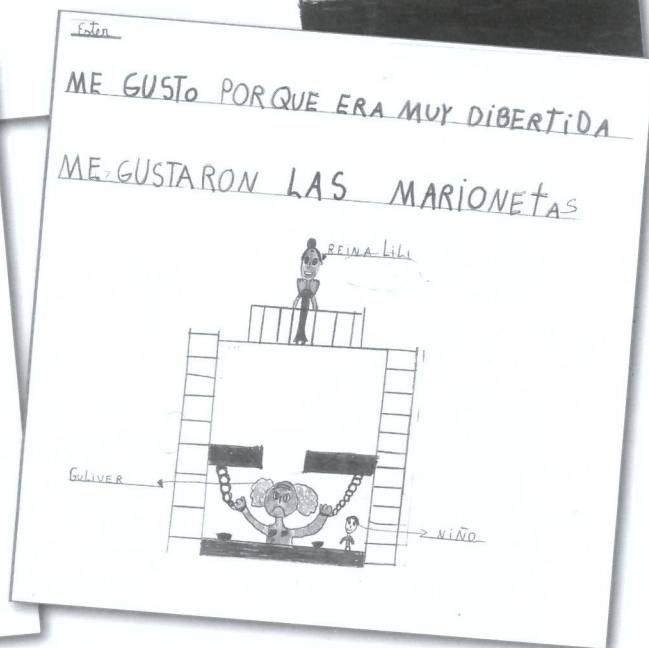 Ester
ME GUSTO PORQUE ERA MUY DIBERTIDA
ME GUSTARON LAS MARIONETAS
REINA LILI
GULIVER
NIÑO